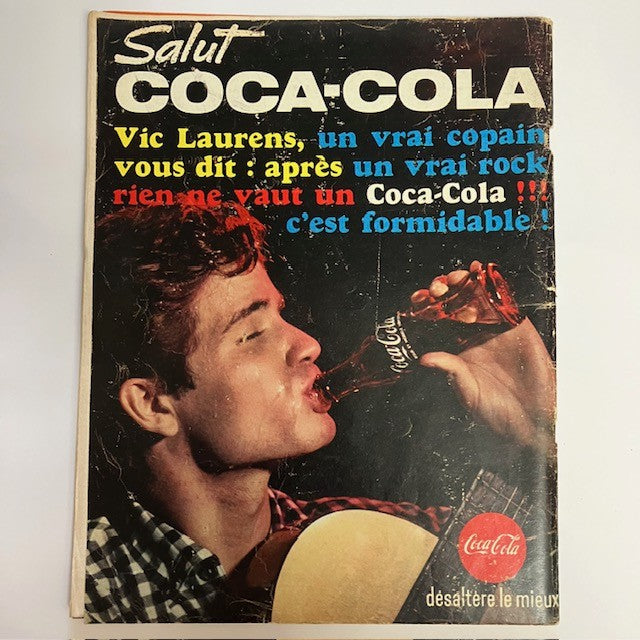 Salut
COCA-COLA
Vic Laurens, un vrai copain
vous dit : après un vrai rock
rien ne vaut un Coca-Cola !!!
c'est formidable !
Coca-Cola
Coca-Cola
désaltère le mieux